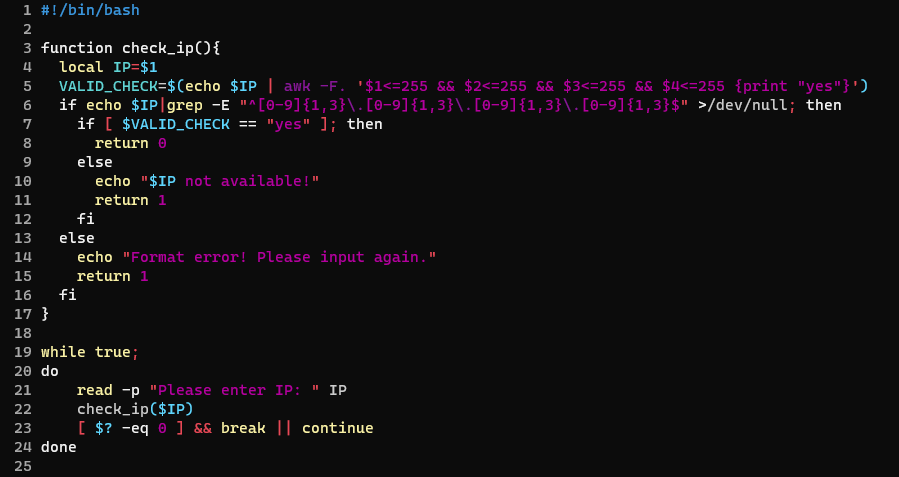 1 #!/bin/bash
2
3 function check_ip(){
4   local IP=$1
5   VALID_CHECK=$(echo $IP | awk -F. '$1<=255 && $2<=255 && $3<=255 && $4<=255 {print "yes"}')
6   if echo $IP|grep -E "^[0-9]{1,3}\.[0-9]{1,3}\.[0-9]{1,3}\.[0-9]{1,3}$" >/dev/null; then
7     if [ $VALID_CHECK == "yes" ]; then
8       return 0
9     else
10       echo "$IP not available!"
11       return 1
12     fi
13   else
14     echo "Format error! Please input again."
15     return 1
16   fi
17 }
18
19 while true;
20 do
21     read -p "Please enter IP: " IP
22     check_ip($IP)
23     [ $? -eq 0 ] && break || continue
24 done
25